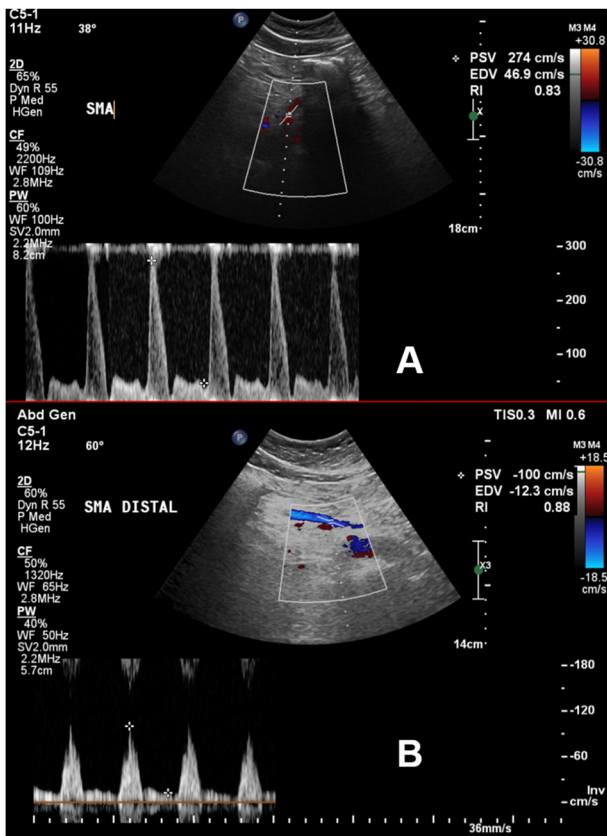 C5-1
11Hz 38°
P
M3 M4
+30.8
PSV 274 cm/s
EDV 46.9 cm/s
RI 0.83
2D
65%
Dyn R 55
P Med
HGen
SMA
X
CF
49%
2200Hz
WF 109Hz
2.8MHz
-30.8
cm/s
PW
60%
WF 100Hz
SV2.0mm
2.2MHz
8.2cm
18cm
300
200
100
A
Abd Gen TIS0.3 MI 0.6
C5-1
12Hz 60°
P
M3 M4
+18.5
PSV -100 cm/s
EDV -12.3 cm/s
RI 0.88
2D
60%
Dyn R 55
P Med
HGen
SMA DISTAL
X3
CF
50%
1320Hz
WF 65Hz
2.8MHz
-18.5
cm/s
PW
40%
WF 50Hz
SV2.0mm
2.2MHz
5.7cm
14cm
-180
-120
-60
B
Inv
cm/s
36mm/s